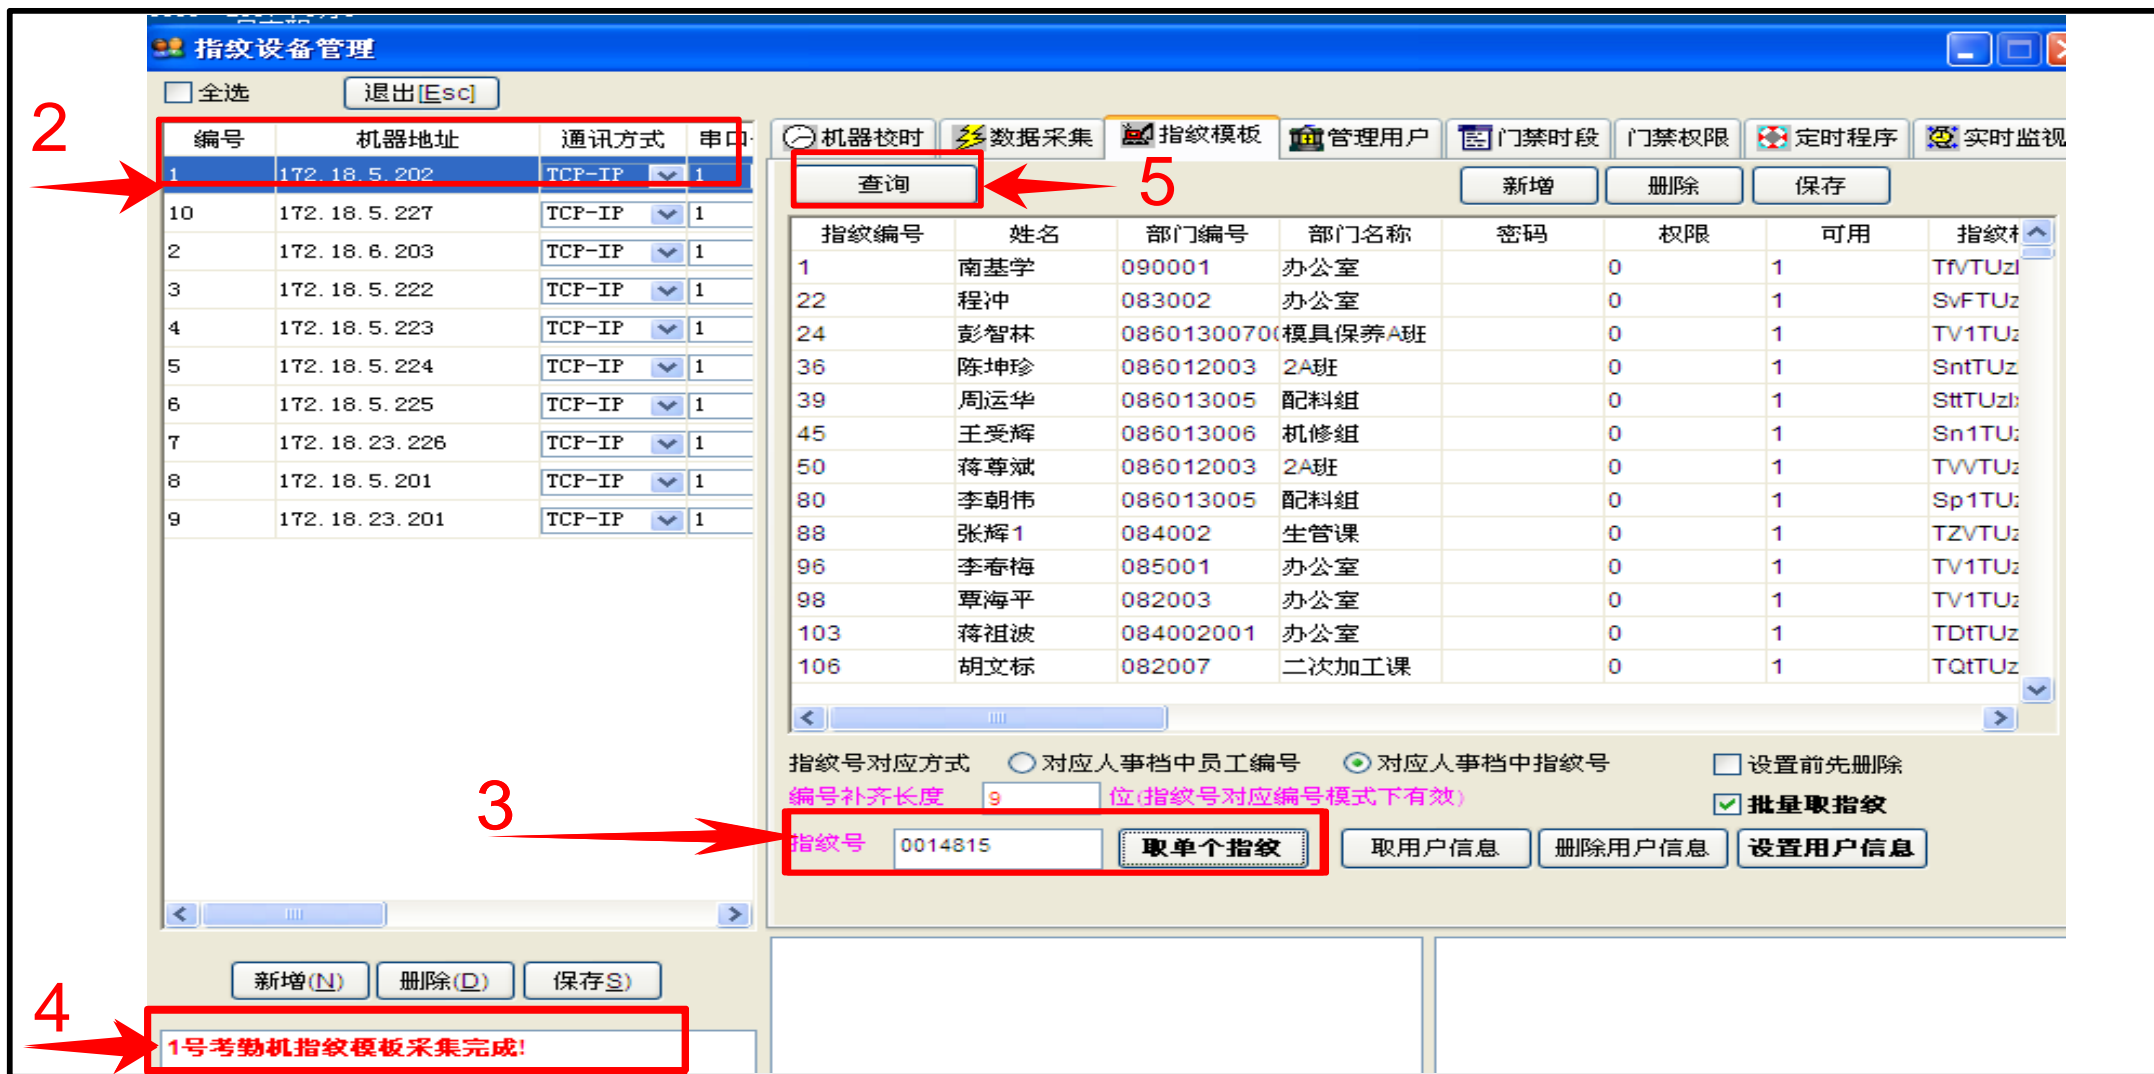 指纹设备管理
全选 退出[Esc]
2
编号 机器地址 通讯方式 串口
1 172.18.5.202 TCP-IP 1
10 172.18.5.227 TCP-IP 1
2 172.18.6.203 TCP-IP 1
3 172.18.5.222 TCP-IP 1
4 172.18.5.223 TCP-IP 1
5 172.18.5.224 TCP-IP 1
6 172.18.5.225 TCP-IP 1
7 172.18.23.226 TCP-IP 1
8 172.18.5.201 TCP-IP 1
9 172.18.23.201 TCP-IP 1
新增(N) 删除(D) 保存S)
4
1号考勤机指纹模板采集完成!
机器校时 数据采集 指纹模板 管理用户 门禁时段 门禁权限 定时程序 实时监视
查询 5 新增 删除 保存
指纹编号 姓名 部门编号 部门名称 密码 权限 可用 指纹
1 南基学 090001 办公室 0 1 TfVTUz
22 程冲 083002 办公室 0 1 SvFTUz
24 彭智林 0860130070 模具保养A班 0 1 TV1TUz
36 陈坤珍 086012003 2A班 0 1 SntTUz
39 周运华 086013005 配料组 0 1 SttTUzl
45 王受辉 086013006 机修组 0 1 Sn1TU
50 蒋尊斌 086012003 2A班 0 1 TVVTUz
80 李朝伟 086013005 配料组 0 1 Sp1TU
88 张辉1 084002 生管课 0 1 TZVTUz
96 李春梅 085001 办公室 0 1 TV1TUz
98 覃海平 082003 办公室 0 1 TV1TUz
103 蒋祖波 084002001 办公室 0 1 TDtTUz
106 胡文标 082007 二次加工课 0 1 TQtTUz
指纹号对应方式 对应人事档中员工编号 对应人事档中指纹号 设置前先删除
编号补齐长度 9 位(指纹号对应编号模式下有效) 批量取指纹
3
指纹号 0014815 取单个指纹 取用户信息 删除用户信息 设置用户信息